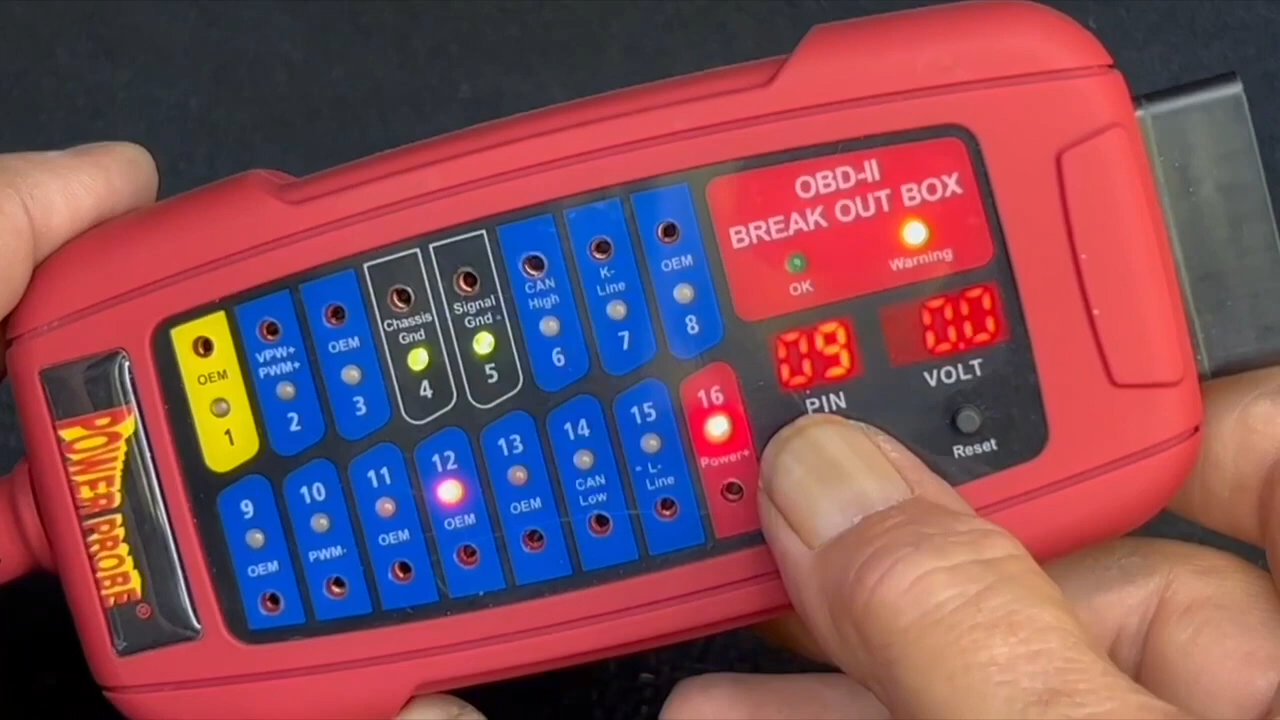 OBD-II
BREAK OUT BOX
OK
Warning
09
0.0
PIN
VOLT
Reset
OEM
1
VPW+
PWM+
2
OEM
3
Chassis
Gnd
4
Signal
Gnd -
5
CAN
High
6
K-
Line
7
OEM
8
9
OEM
10
PWM-
11
OEM
12
OEM
13
OEM
14
CAN
Low
15
- L-
Line
16
Power+
POWER PROBE
®